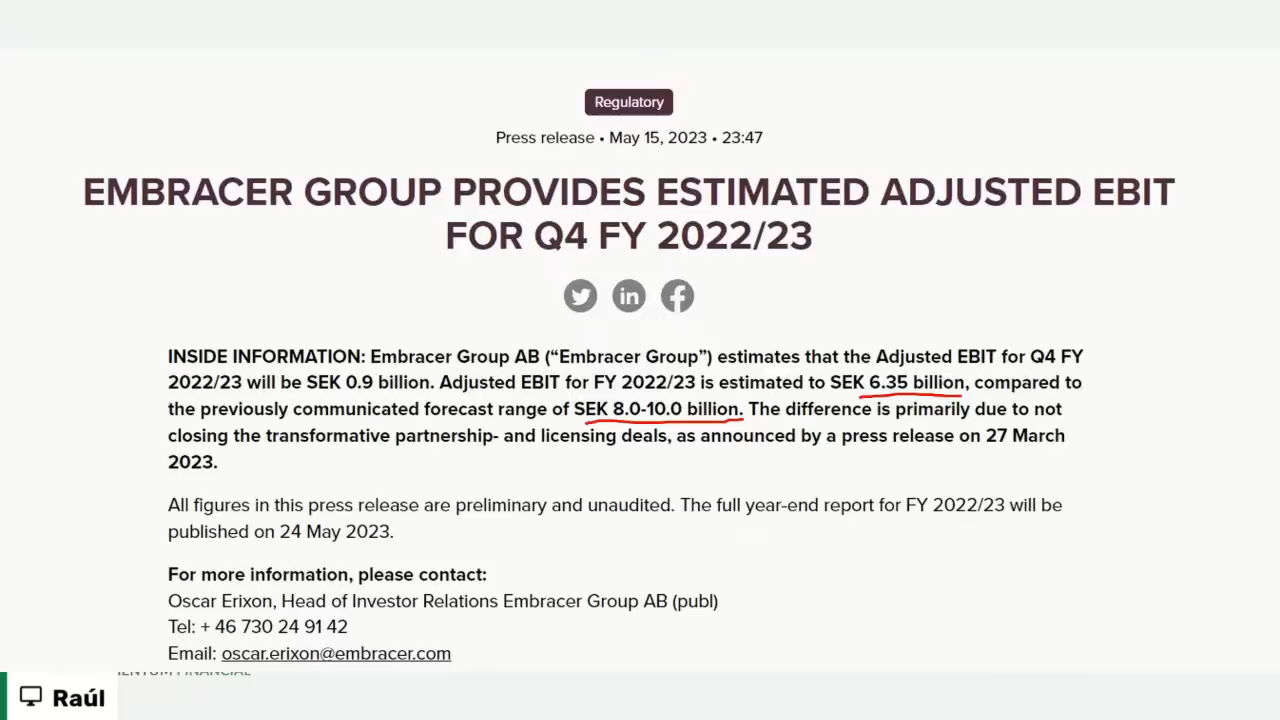 Regulatory
Press release • May 15, 2023 • 23:47
EMBRACER GROUP PROVIDES ESTIMATED ADJUSTED EBIT
FOR Q4 FY 2022/23
INSIDE INFORMATION: Embracer Group AB (“Embracer Group”) estimates that the Adjusted EBIT for Q4 FY
2022/23 will be SEK 0.9 billion. Adjusted EBIT for FY 2022/23 is estimated to SEK 6.35 billion, compared to
the previously communicated forecast range of SEK 8.0-10.0 billion. The difference is primarily due to not
closing the transformative partnership- and licensing deals, as announced by a press release on 27 March
2023.
All figures in this press release are preliminary and unaudited. The full year-end report for FY 2022/23 will be
published on 24 May 2023.
For more information, please contact:
Oscar Erixon, Head of Investor Relations Embracer Group AB (publ)
Tel: + 46 730 24 91 42
Email: oscar.erixon@embracer.com
FINANCIAL
Raúl